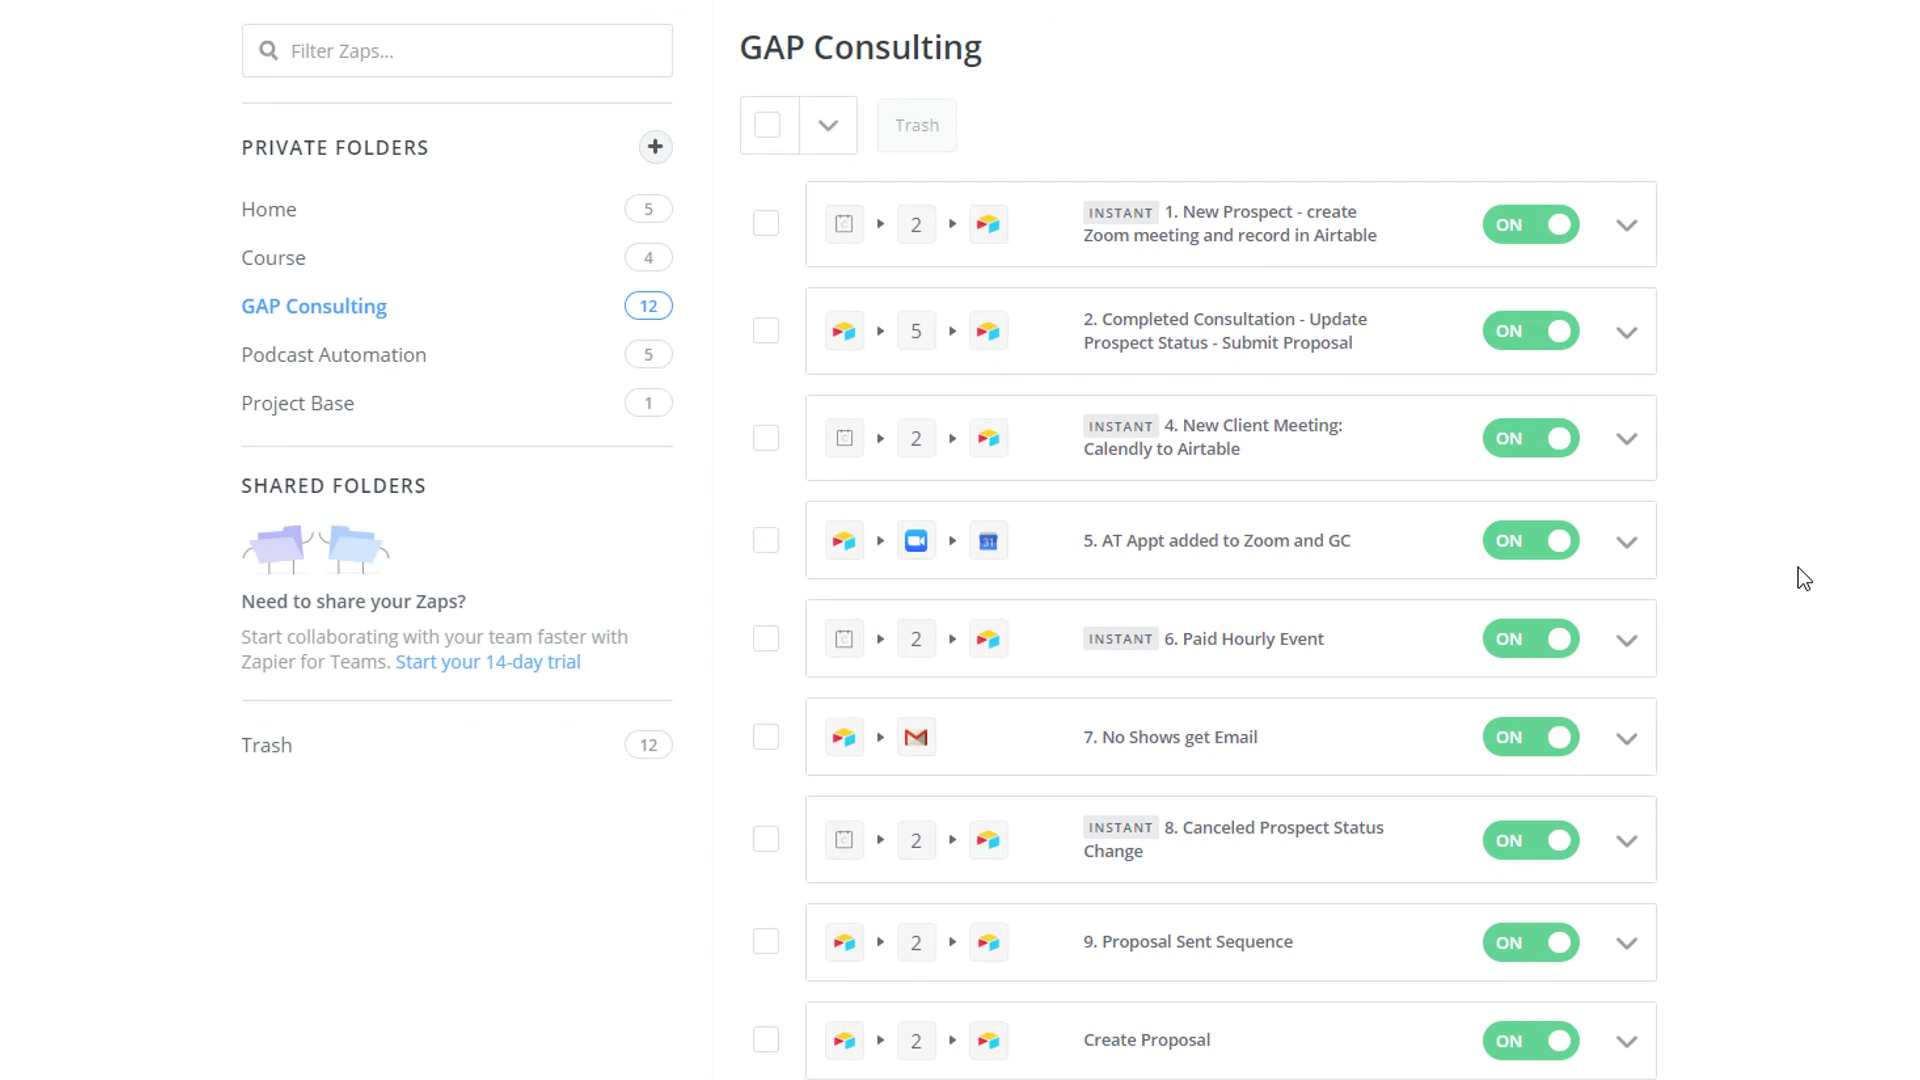 Filter Zaps...
PRIVATE FOLDERS
Home 5
Course 4
GAP Consulting 12
Podcast Automation 5
Project Base 1
SHARED FOLDERS
Need to share your Zaps?
Start collaborating with your team faster with
Zapier for Teams. Start your 14-day trial
Trash 12
GAP Consulting
Trash
2 INSTANT 1. New Prospect - create
Zoom meeting and record in Airtable
ON
5 2. Completed Consultation - Update
Prospect Status - Submit Proposal
ON
2 INSTANT 4. New Client Meeting:
Calendly to Airtable
ON
31 5. AT Appt added to Zoom and GC ON
2 INSTANT 6. Paid Hourly Event ON
7. No Shows get Email ON
2 INSTANT 8. Canceled Prospect Status
Change
ON
2 9. Proposal Sent Sequence ON
2 Create Proposal ON